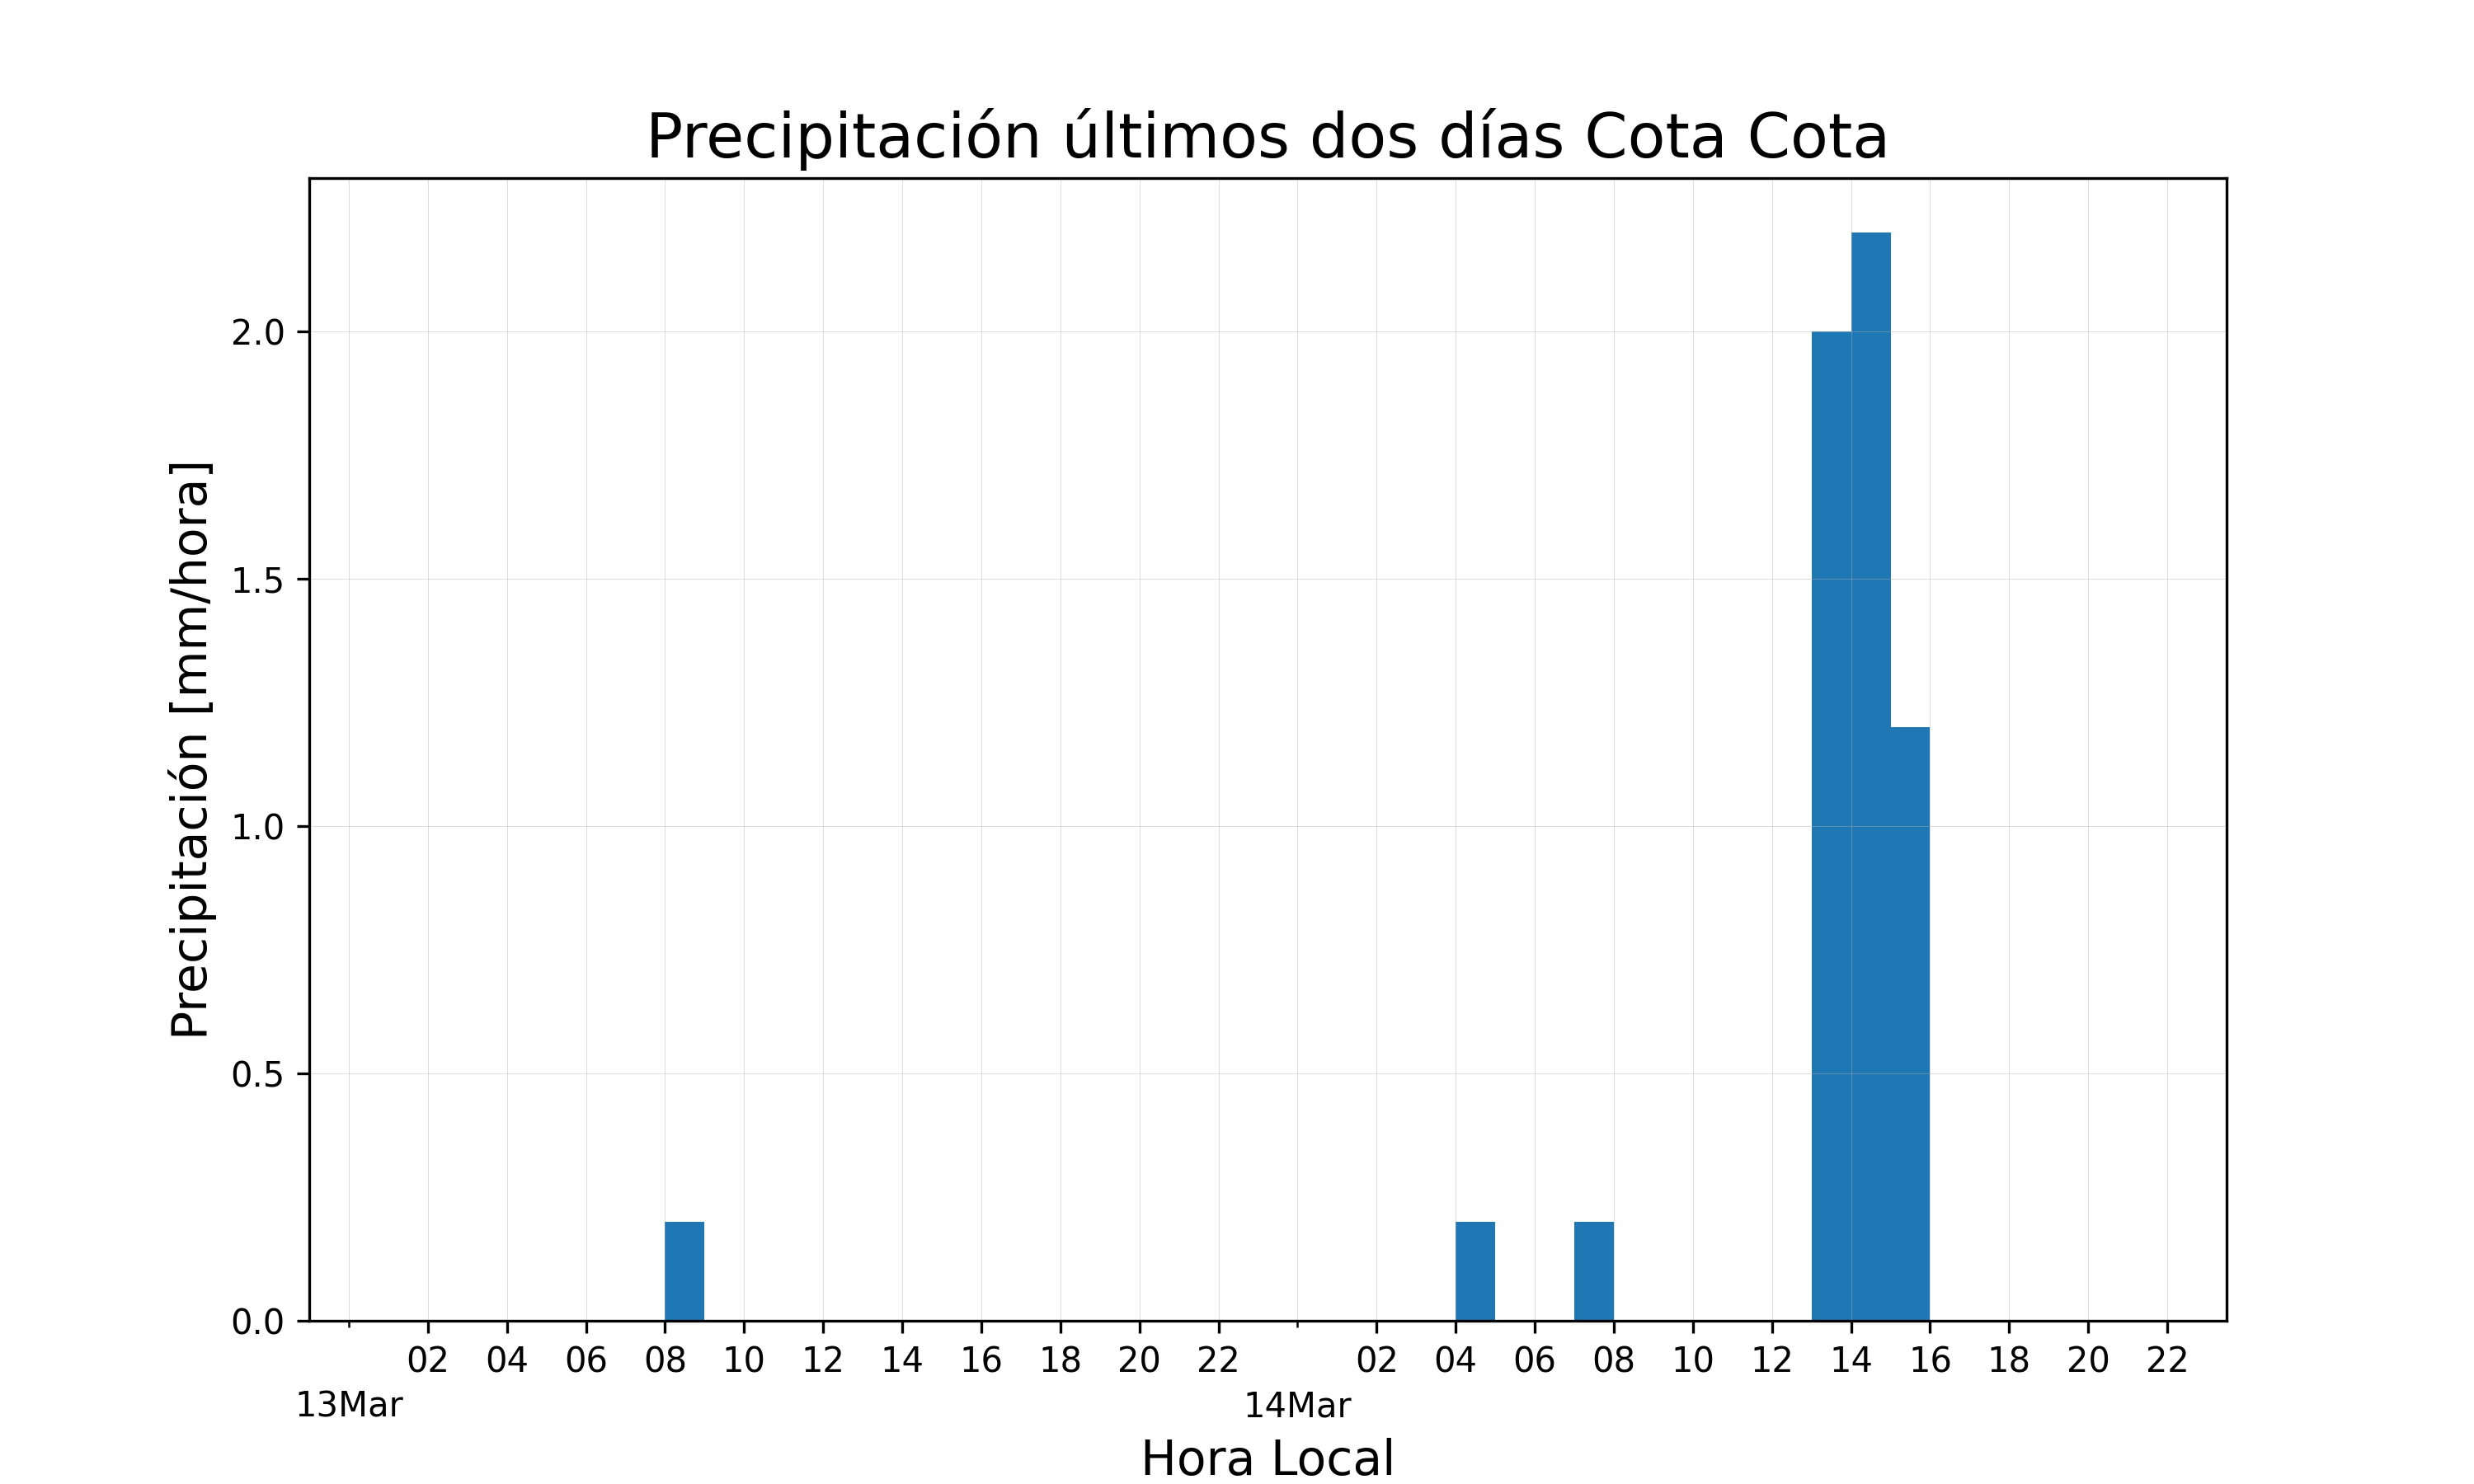 Precipitación últimos dos días Cota Cota
Precipitación [mm/hora]
2.0
1.5
1.0
0.5
0.0
02 04 06 08 10 12 14 16 18 20 22 02 04 06 08 10 12 14 16 18 20 22
13Mar 14Mar
Hora Local